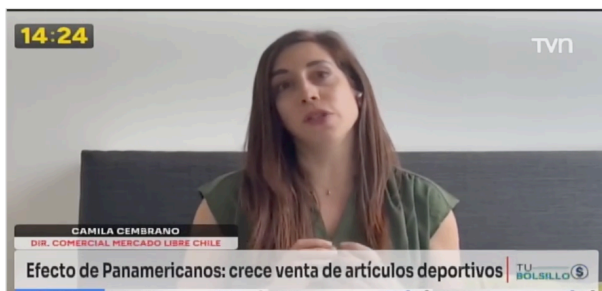 14:24
TVN
CAMILA CEMBRANO
DIR. COMERCIAL MERCADO LIBRE CHILE
Efecto de Panamericanos: crece venta de artículos deportivos
TU
BOLSILLO $